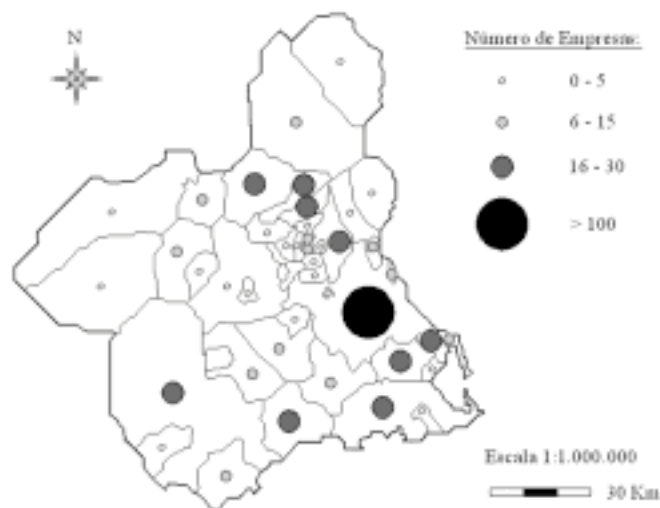 N
Número de Empresas:
0 - 5
6 - 15
16 - 30
> 100
Escala 1:1.000.000
30 Km